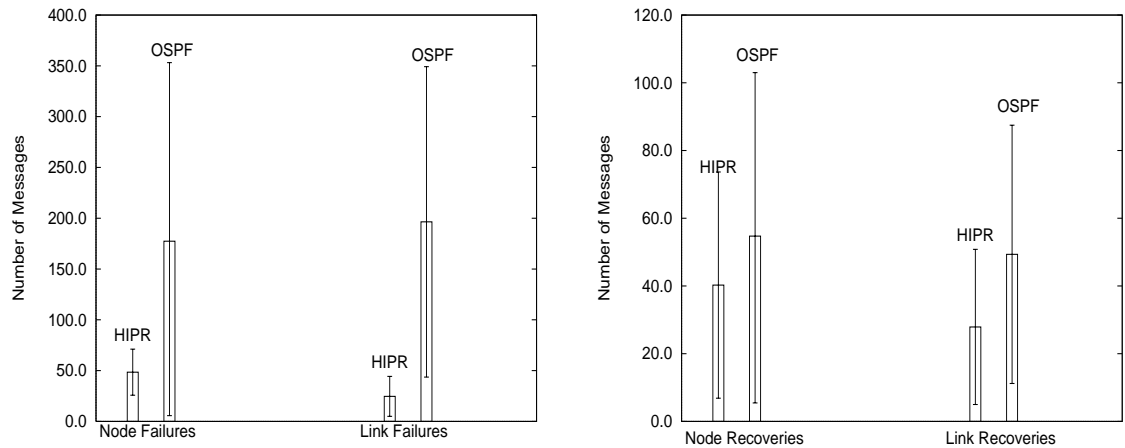 Number of Messages
400.0
350.0
300.0
250.0
200.0
150.0
100.0
50.0
0.0
HIPR
OSPF
HIPR
OSPF
Node Failures
Link Failures
Number of Messages
120.0
100.0
80.0
60.0
40.0
20.0
0.0
HIPR
OSPF
HIPR
OSPF
Node Recoveries
Link Recoveries